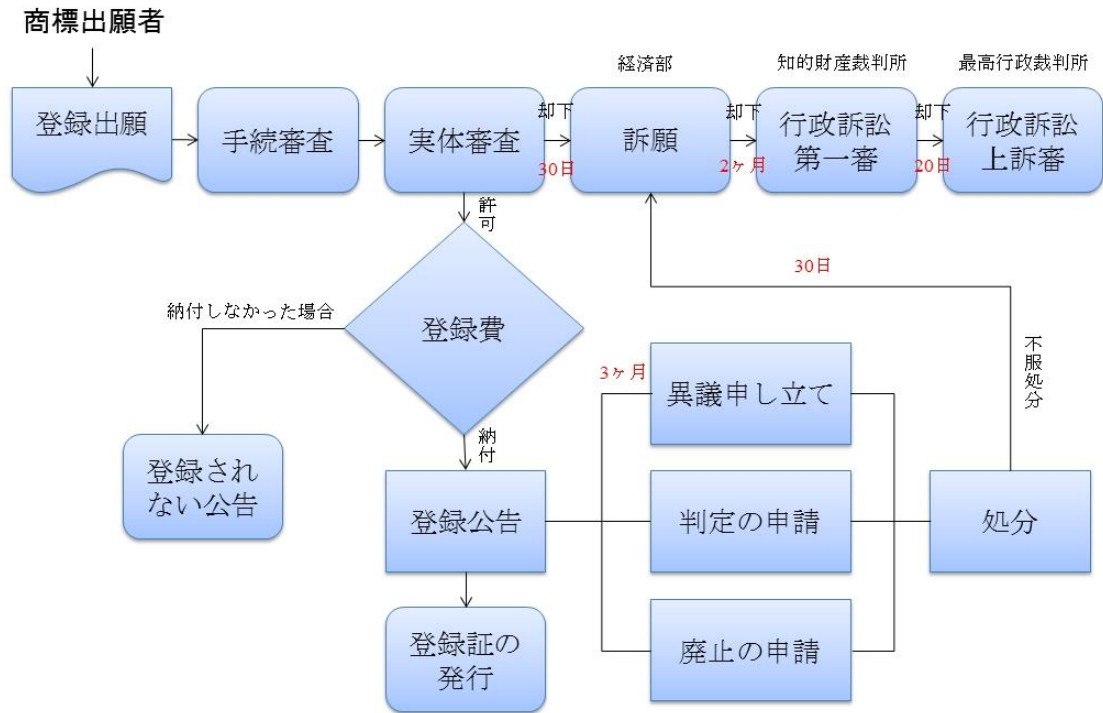 商標出願者
経済部
知的財産裁判所
最高行政裁判所
登録出願
手続審査
実体審査
却下
30日
訴願
却下
2ヶ月
行政訴訟
第一審
却下
20日
行政訴訟
上訴審
許可
30日
納付しなかった場合
登録費
不服処分
3ヶ月
異議申し立て
納付
登録され
ない公告
登録公告
判定の申請
処分
登録証の
発行
廃止の申請